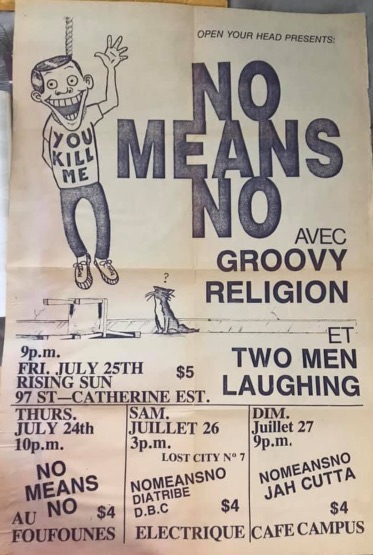 OPEN YOUR HEAD PRESENTS:
NO
MEANS
NO
YOU
KILL
ME
AVEC
GROOVY
RELIGION
?
ET
TWO MEN
LAUGHING
9p.m.
FRI. JULY 25TH $5
RISING SUN
97 ST—CATHERINE EST.
THURS.
JULY 24th
10p.m.
NO
MEANS
NO
AU $4
FOUFOUNES ELECTRIQUE
SAM.
JUILLET 26
3p.m.
LOST CITY Nº 7
NOMEANSNO
DIATRIBE
D.B.C $4
DIM.
Juillet 27
9p.m.
NOMEANSNO
JAH CUTTA
$4
CAFE CAMPUS